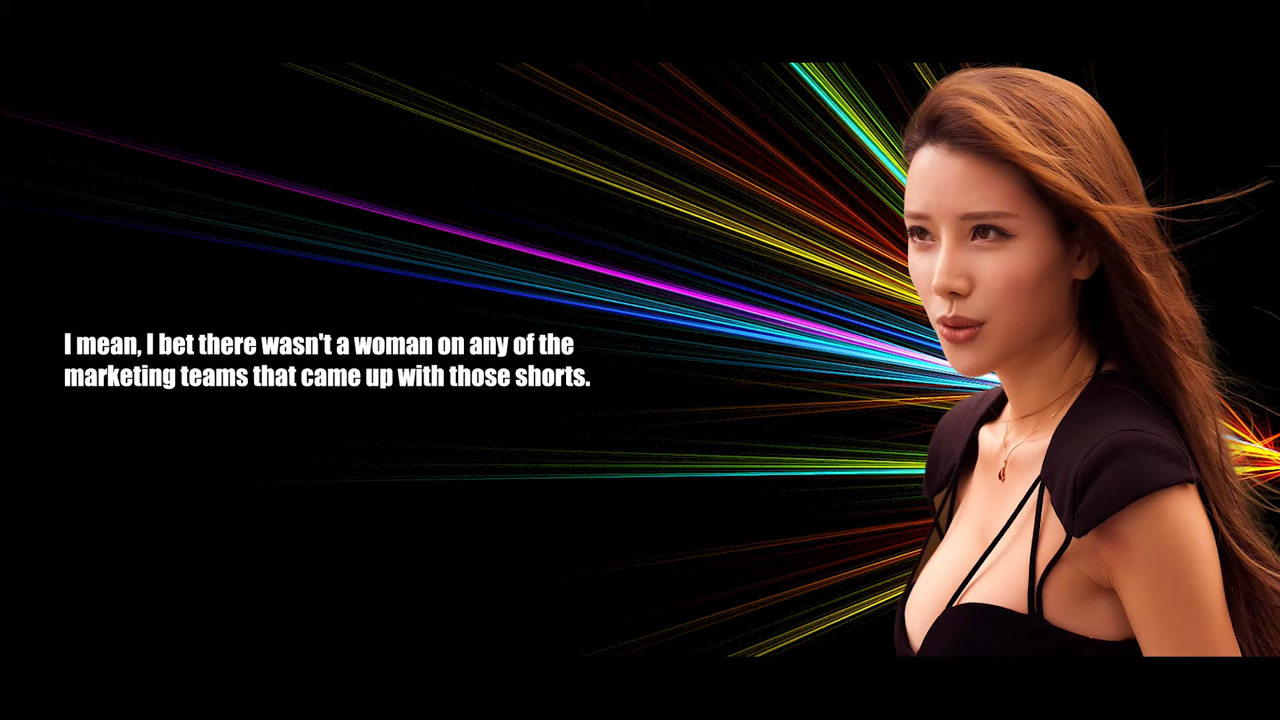 I mean, I bet there wasn't a woman on any of the
marketing teams that came up with those shorts.